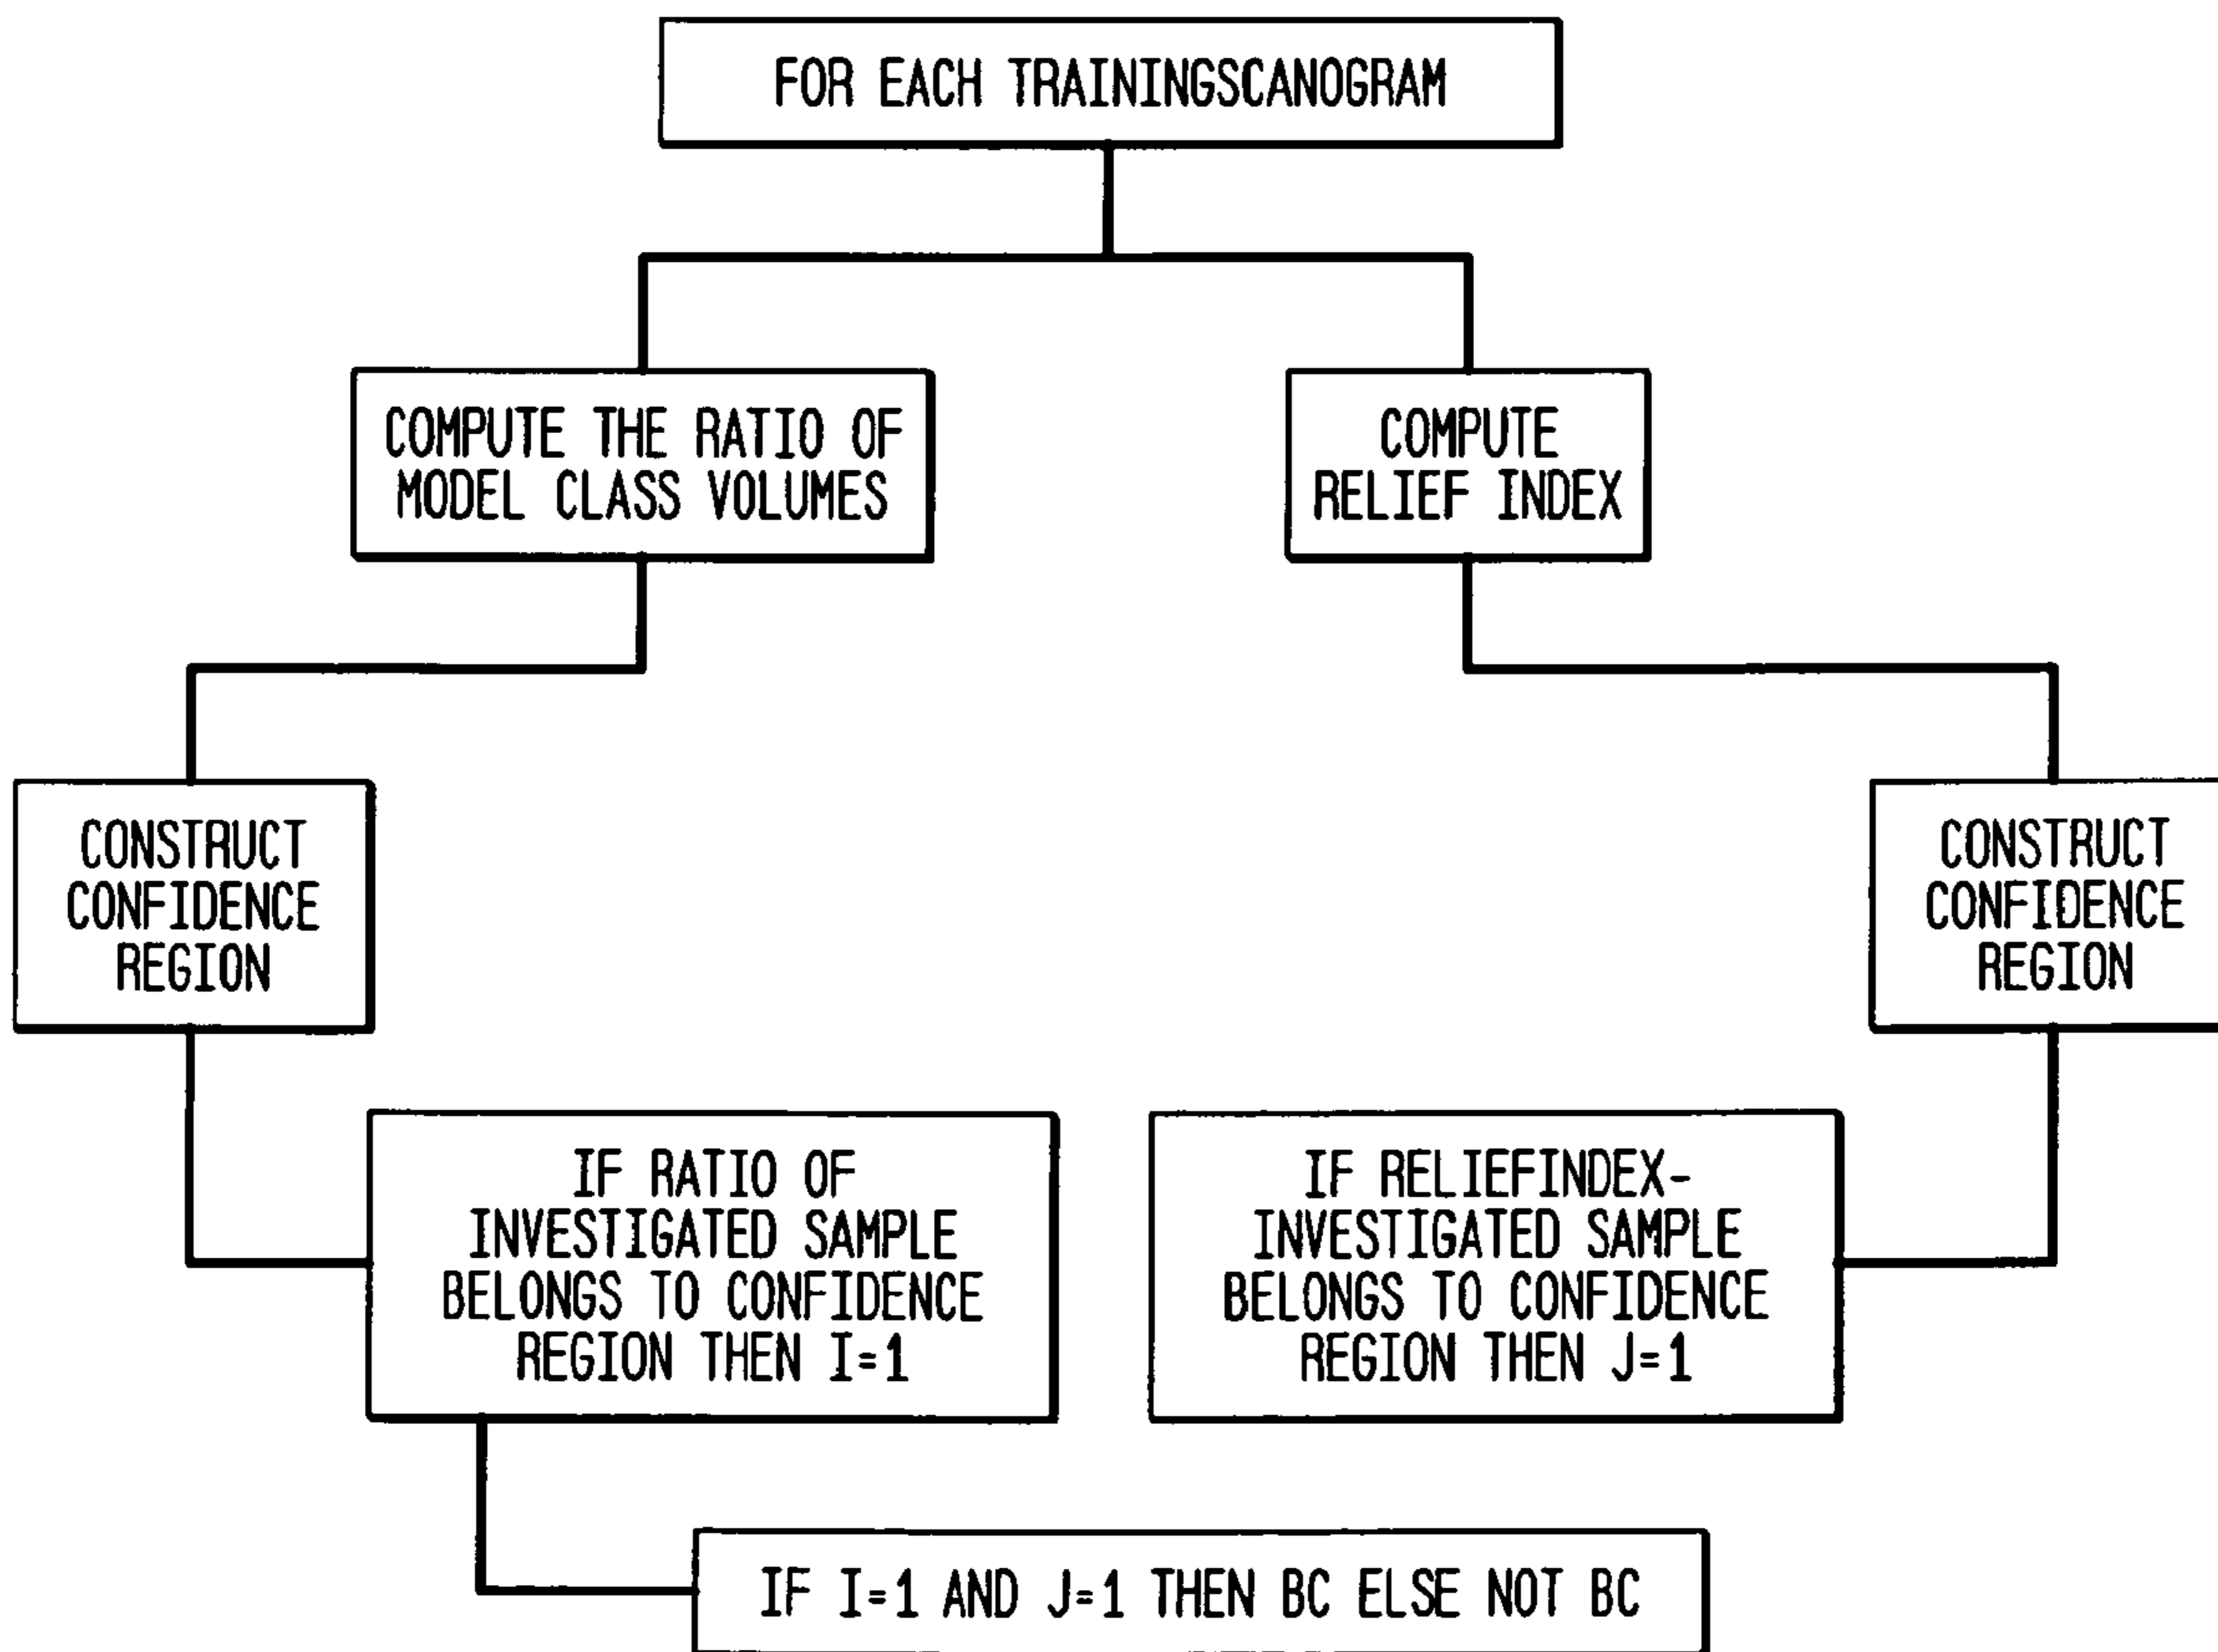 FOR EACH TRAININGSCANOGRAM
COMPUTE THE RATIO OF
MODEL CLASS VOLUMES
COMPUTE
RELIEF INDEX
CONSTRUCT
CONFIDENCE
REGION
CONSTRUCT
CONFIDENCE
REGION
IF RATIO OF
INVESTIGATED SAMPLE
BELONGS TO CONFIDENCE
REGION THEN I=1
IF RELIEFINDEX-
INVESTIGATED SAMPLE
BELONGS TO CONFIDENCE
REGION THEN J=1
IF I=1 AND J=1 THEN BC ELSE NOT BC